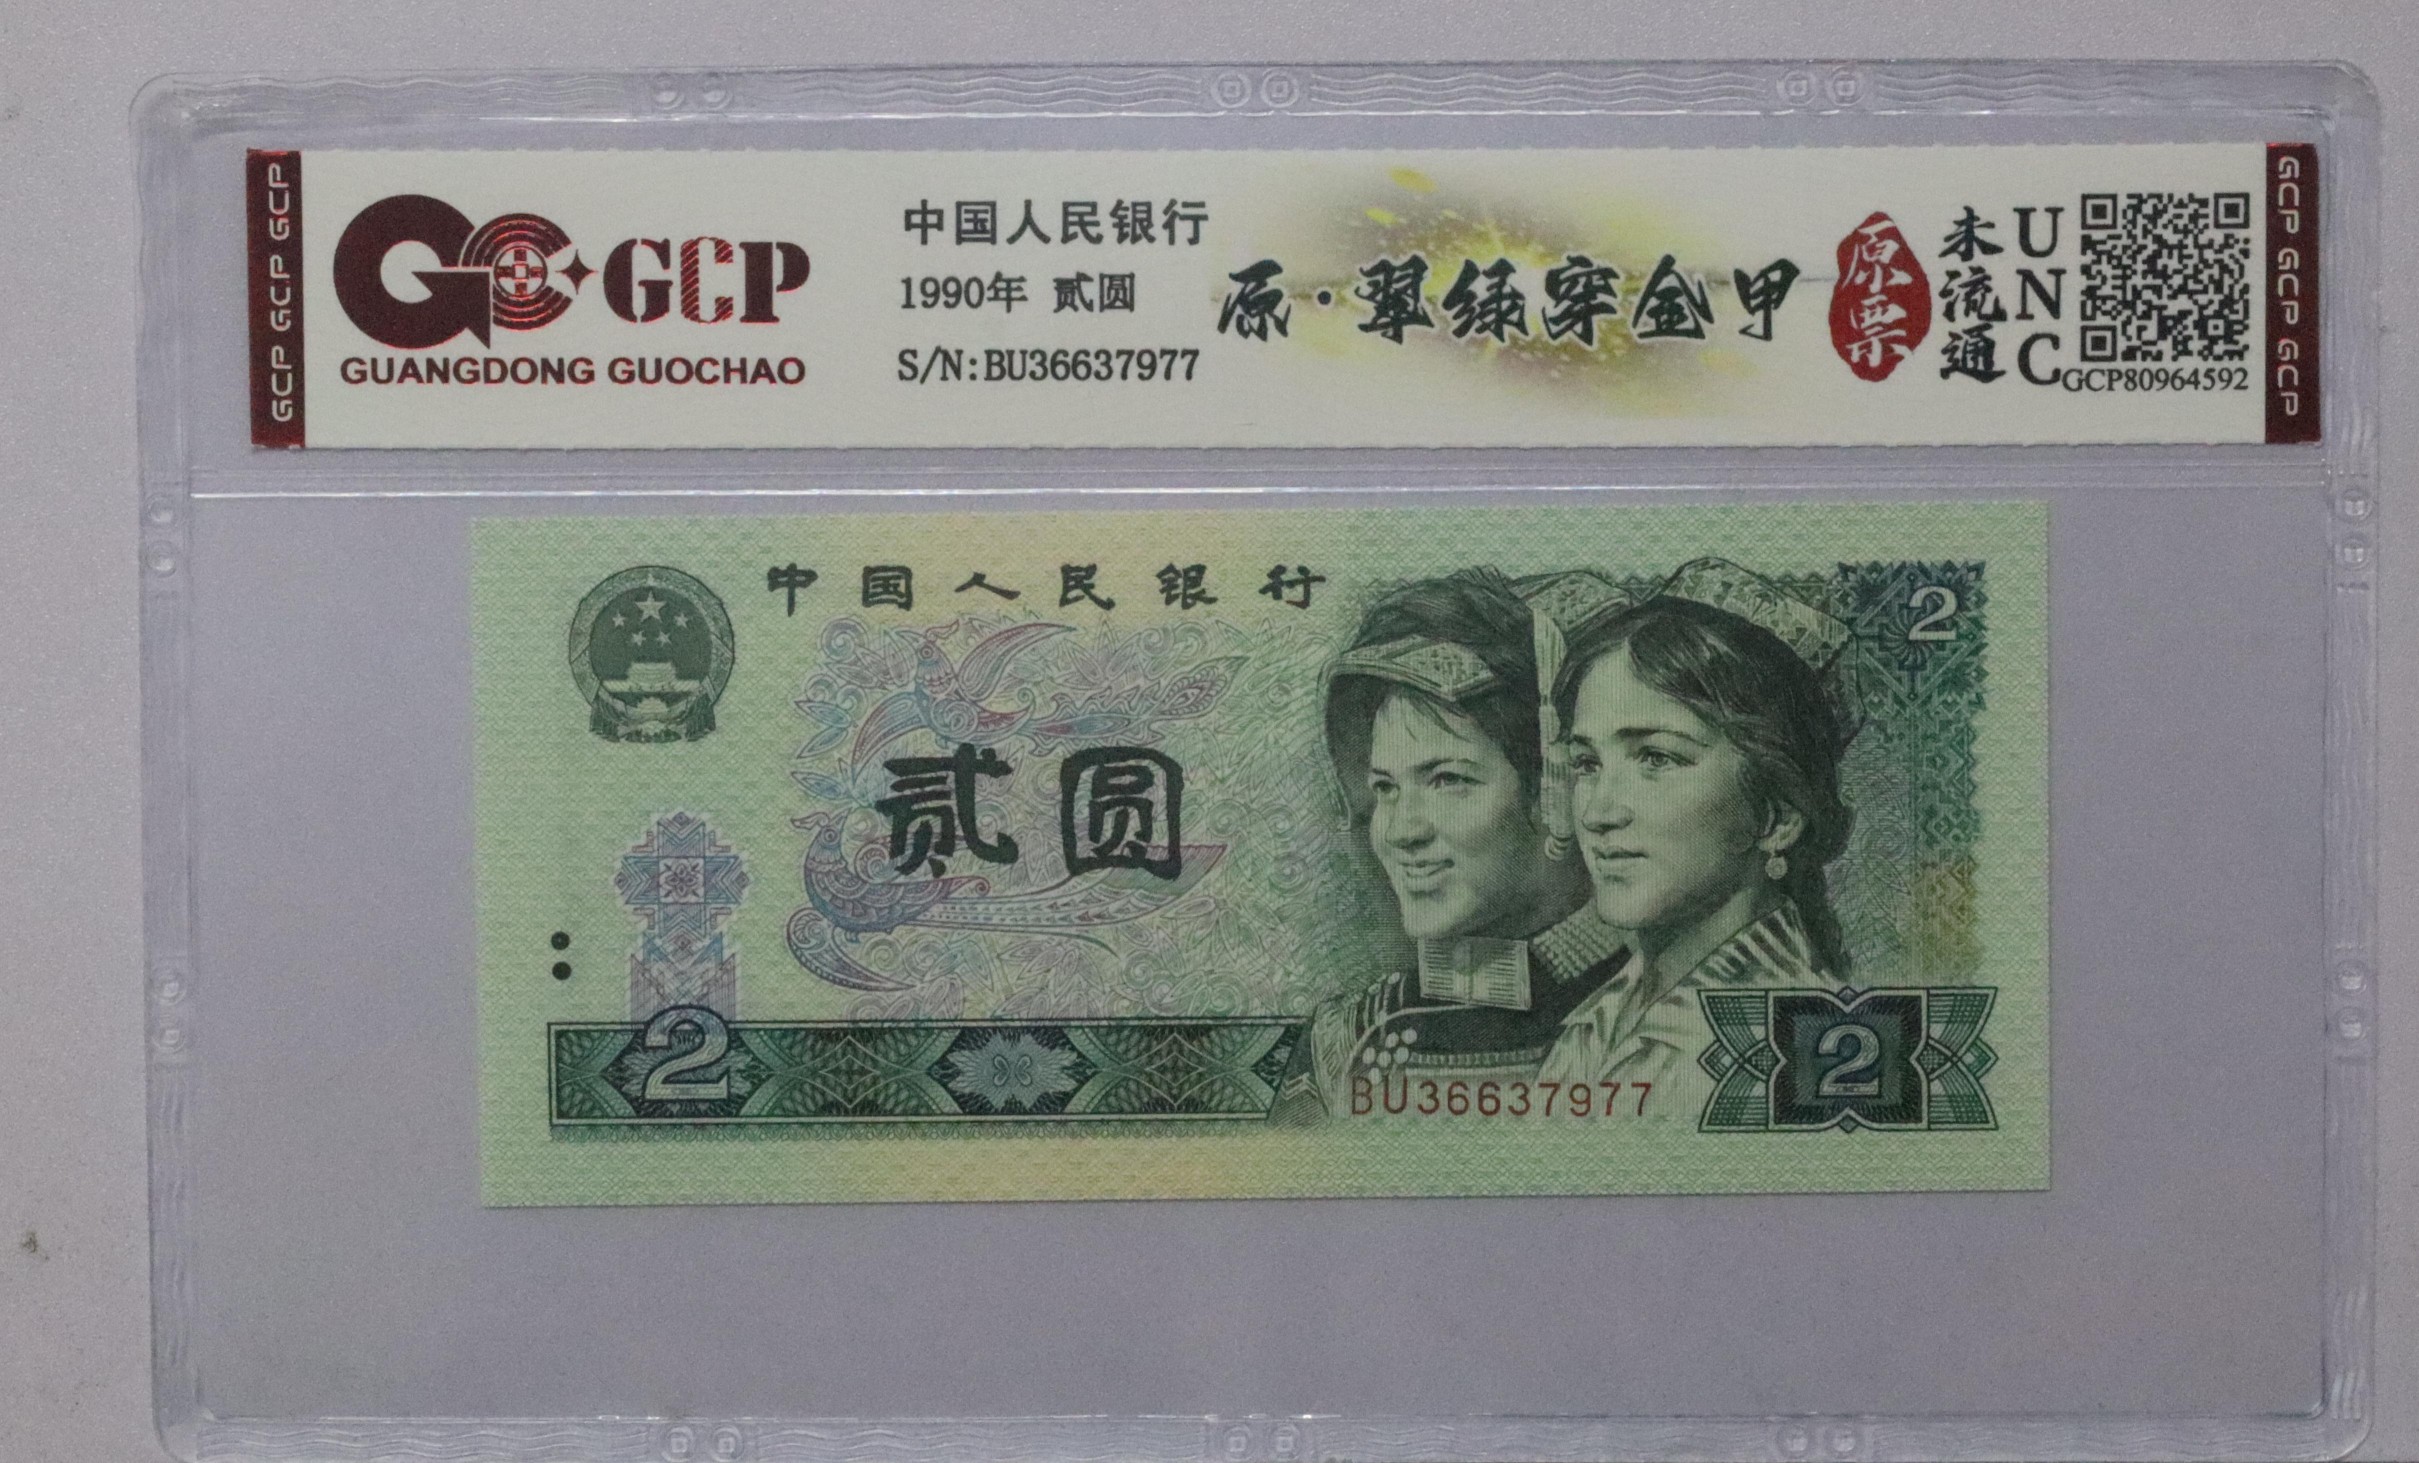 GCP GCP GCP
GCP
GUANGDONG GUOCHAO
中国人民银行
1990年 贰圆
S/N:BU36637977
原·翠绿穿金甲
原票
未流通
UNC
GCP80964592
GCP GCP GCP
中国人民银行
贰圆
2
2
BU36637977
2